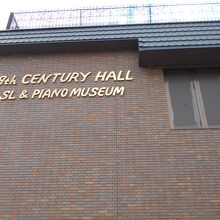 9th CENTURY HALL
SL & PIANO MUSEUM